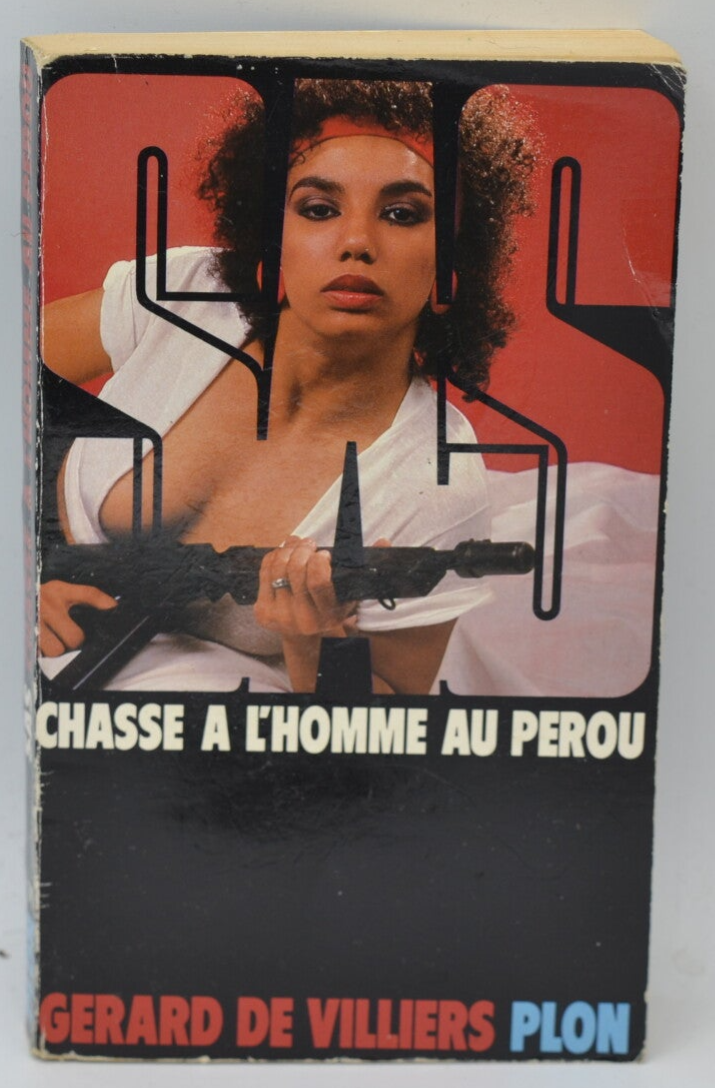 SAS
CHASSE A L'HOMME AU PEROU
GERARD DE VILLIERS PLON